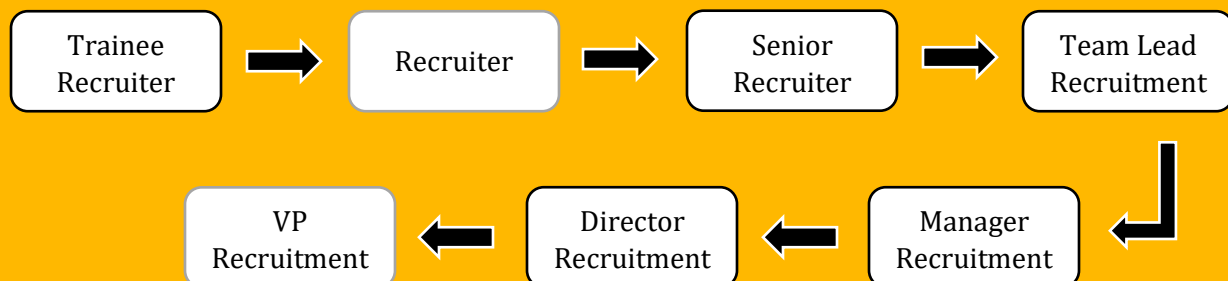 Trainee
Recruiter
Recruiter
Senior
Recruiter
Team Lead
Recruitment
Manager
Recruitment
Director
Recruitment
VP
Recruitment